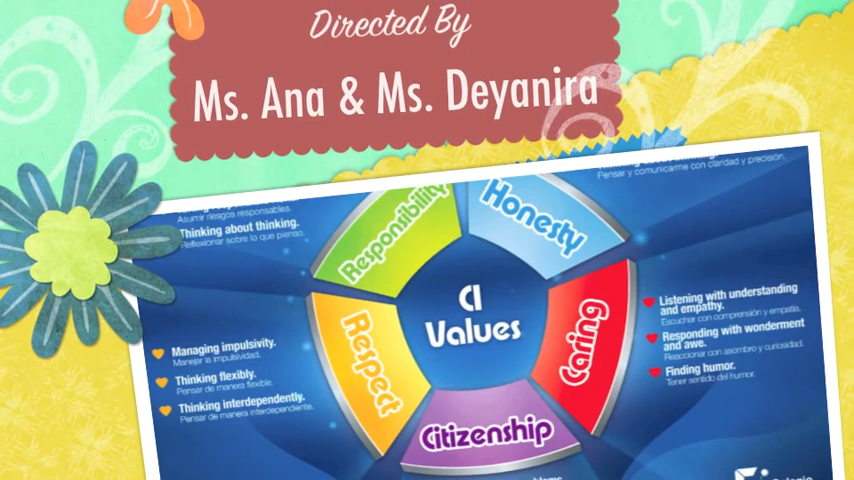 Directed By
Ms. Ana & Ms. Deyanira
Asumir riesgos responsables.
Thinking about thinking.
Reflexionar sobre lo que pienso.
Pensar y comunicarme con claridad y precisión.
Responsibility
Honesty
CI
Values
Respect
Caring
Citizenship
Managing impulsivity.
Manejar la impulsividad.
Thinking flexibly.
Pensar de manera flexible.
Thinking interdependently.
Pensar de manera interdependiente.
Listening with understanding
and empathy.
Escuchar con comprensión y empatía.
Responding with wonderment
and awe.
Reaccionar con asombro y curiosidad.
Finding humor.
Tener sentido del humor.